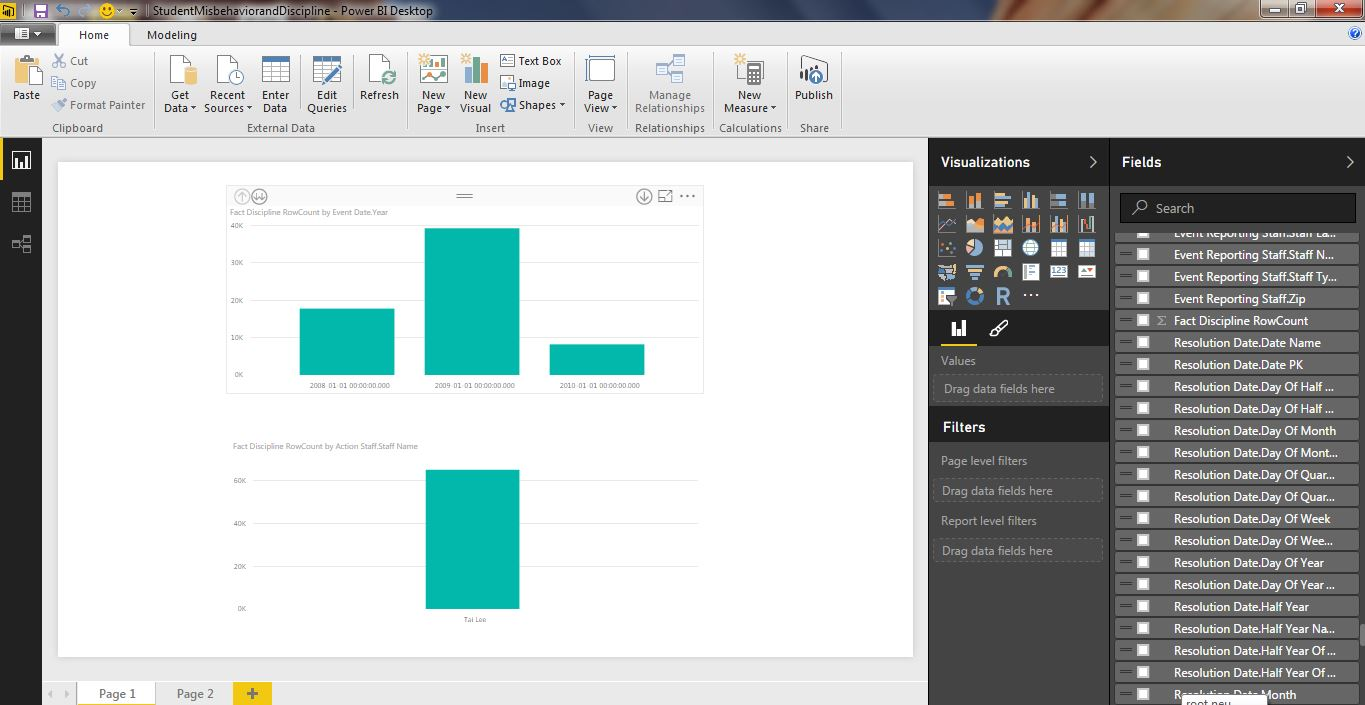 StudentMisbehaviorandDiscipline - Power BI Desktop
Home
Modeling
Paste
Cut
Copy
Format Painter
Clipboard
Get Data
Recent Sources
Enter Data
External Data
Edit Queries
Refresh
New Page
New Visual
Text Box
Image
Shapes
Insert
Page View
View
Manage Relationships
Relationships
New Measure
Calculations
Publish
Share
Fact Discipline RowCount by Event Date.Year
40K
30K
20K
10K
0K
2008-01-01 00:00:00.000
2009-01-01 00:00:00.000
2010-01-01 00:00:00.000
Fact Discipline RowCount by Action Staff.Staff Name
60K
40K
20K
0K
Tai Lee
Page 1
Page 2
+
Visualizations
123
R
Values
Drag data fields here
Filters
Page level filters
Drag data fields here
Report level filters
Drag data fields here
Fields
Search
Event Reporting Staff.Staff La...
Event Reporting Staff.Staff N...
Event Reporting Staff.Staff Ty...
Event Reporting Staff.Zip
Σ Fact Discipline RowCount
Resolution Date.Date Name
Resolution Date.Date PK
Resolution Date.Day Of Half ...
Resolution Date.Day Of Half ...
Resolution Date.Day Of Month
Resolution Date.Day Of Mont...
Resolution Date.Day Of Quar...
Resolution Date.Day Of Quar...
Resolution Date.Day Of Week
Resolution Date.Day Of Wee...
Resolution Date.Day Of Year
Resolution Date.Day Of Year ...
Resolution Date.Half Year
Resolution Date.Half Year Na...
Resolution Date.Half Year Of ...
Resolution Date.Half Year Of ...
Resolution Date.Month